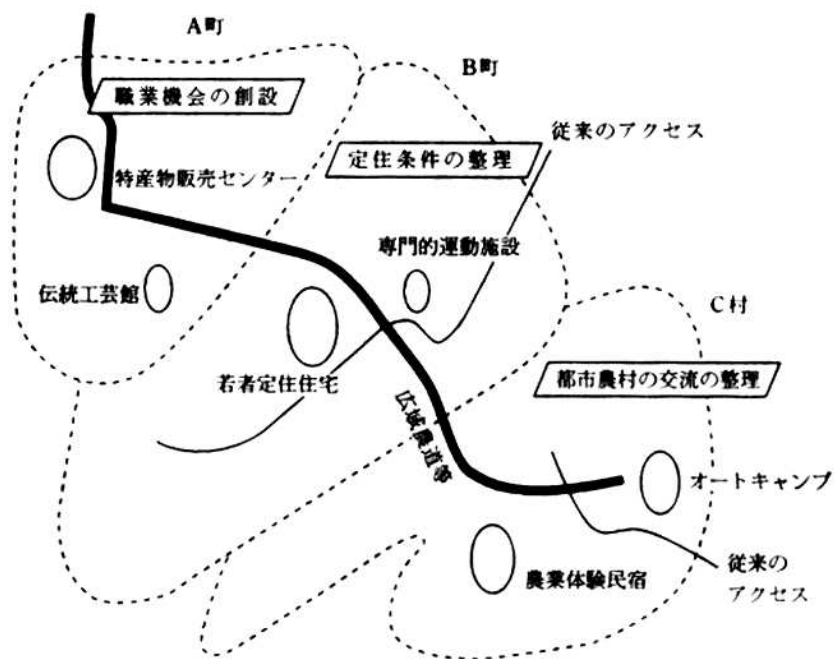 A町
職業機会の創設
B町
従来のアクセス
定住条件の整理
特産物販売センター
専門的運動施設
伝統工芸館
C村
若者定住住宅
都市農村の交流の整理
広域農道等
オートキャンプ
農業体験民宿
従来の
アクセス